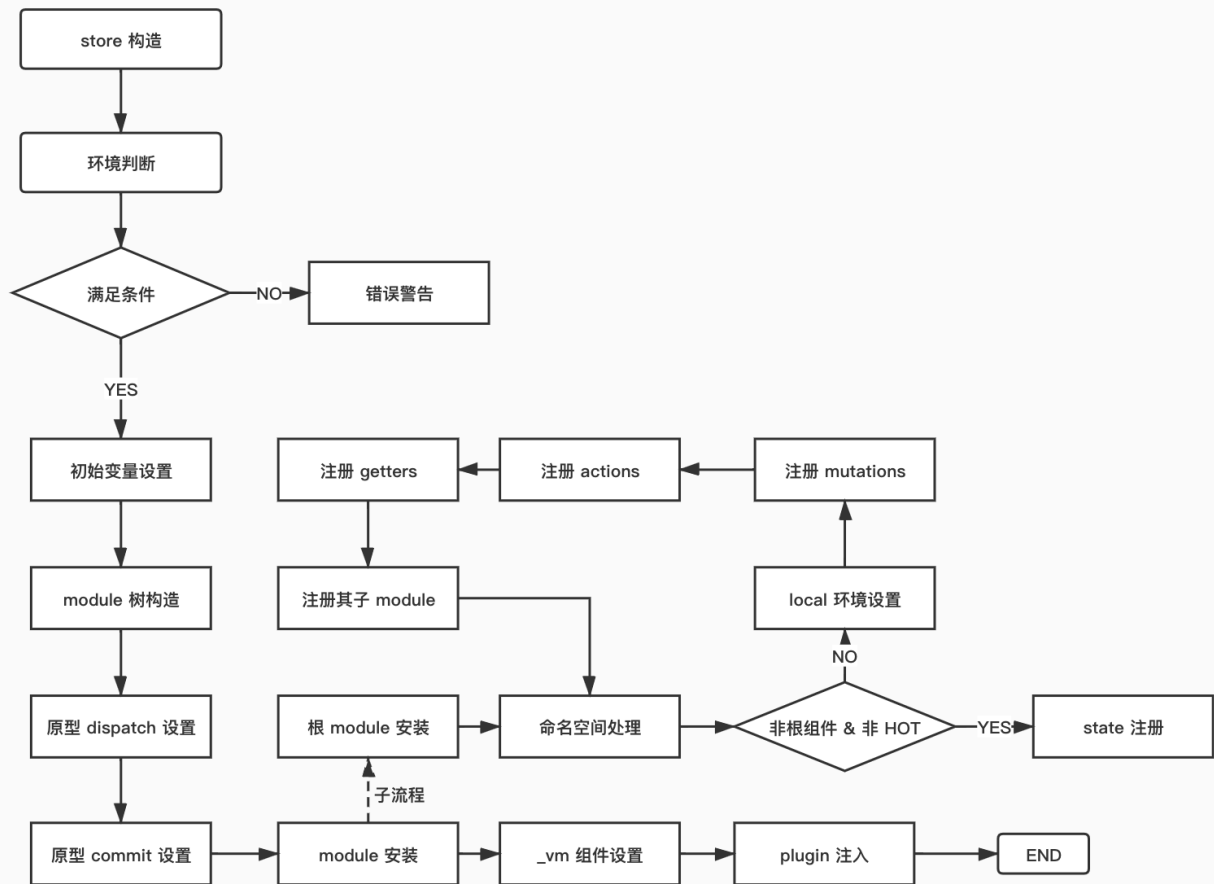 store 构造
环境判断
满足条件
NO
错误警告
YES
初始变量设置
注册 getters
注册 actions
注册 mutations
module 树构造
注册其子 module
local 环境设置
NO
原型 dispatch 设置
根 module 安装
命名空间处理
非根组件 & 非 HOT
YES
state 注册
子流程
原型 commit 设置
module 安装
_vm 组件设置
plugin 注入
END